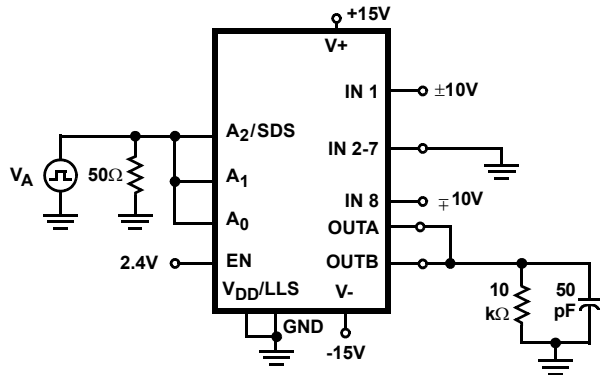 +15V
V+
IN 1
±10V
A2/SDS
IN 2-7
VA
50Ω
A1
IN 8
∓10V
A0
OUTA
2.4V
EN
OUTB
VDD/LLS
V-
10
kΩ
50
pF
GND
-15V